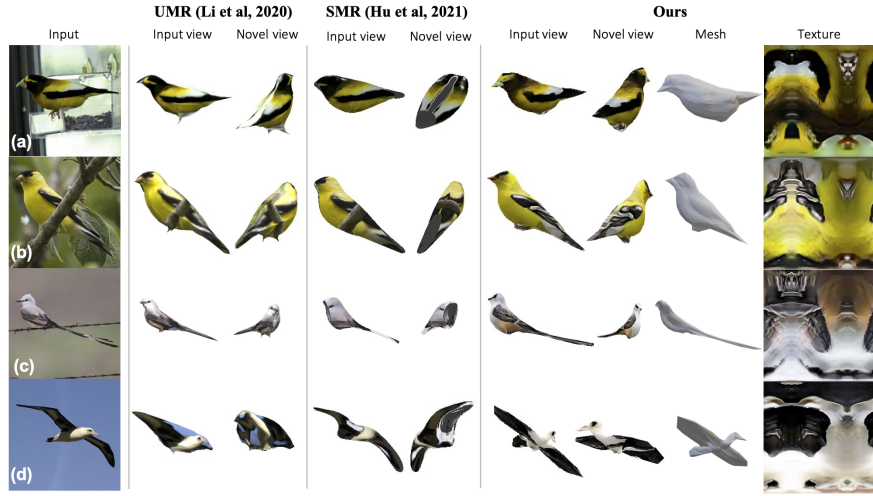 UMR (Li et al, 2020) SMR (Hu et al, 2021) Ours
Input Input view Novel view Input view Novel view Input view Novel view Mesh Texture
(a)
(b)
(c)
(d)